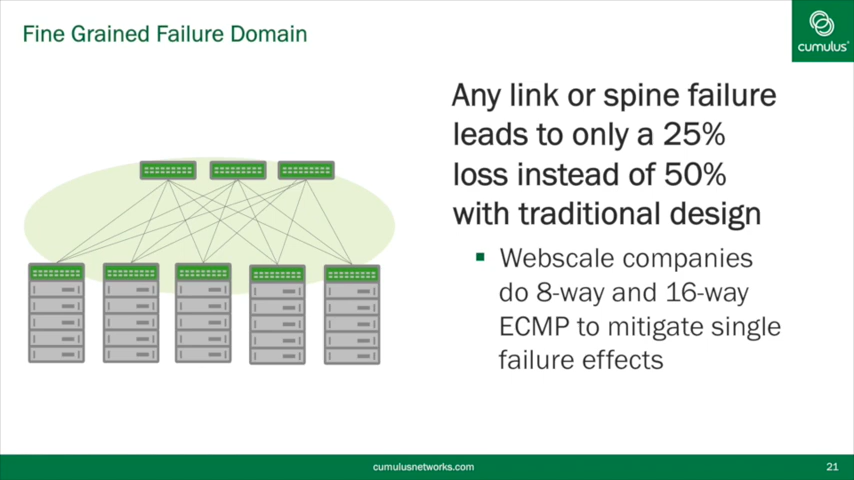 Fine Grained Failure Domain
cumulus
Any link or spine failure
leads to only a 25%
loss instead of 50%
with traditional design
Webscale companies
do 8-way and 16-way
ECMP to mitigate single
failure effects
cumulusnetworks.com
21